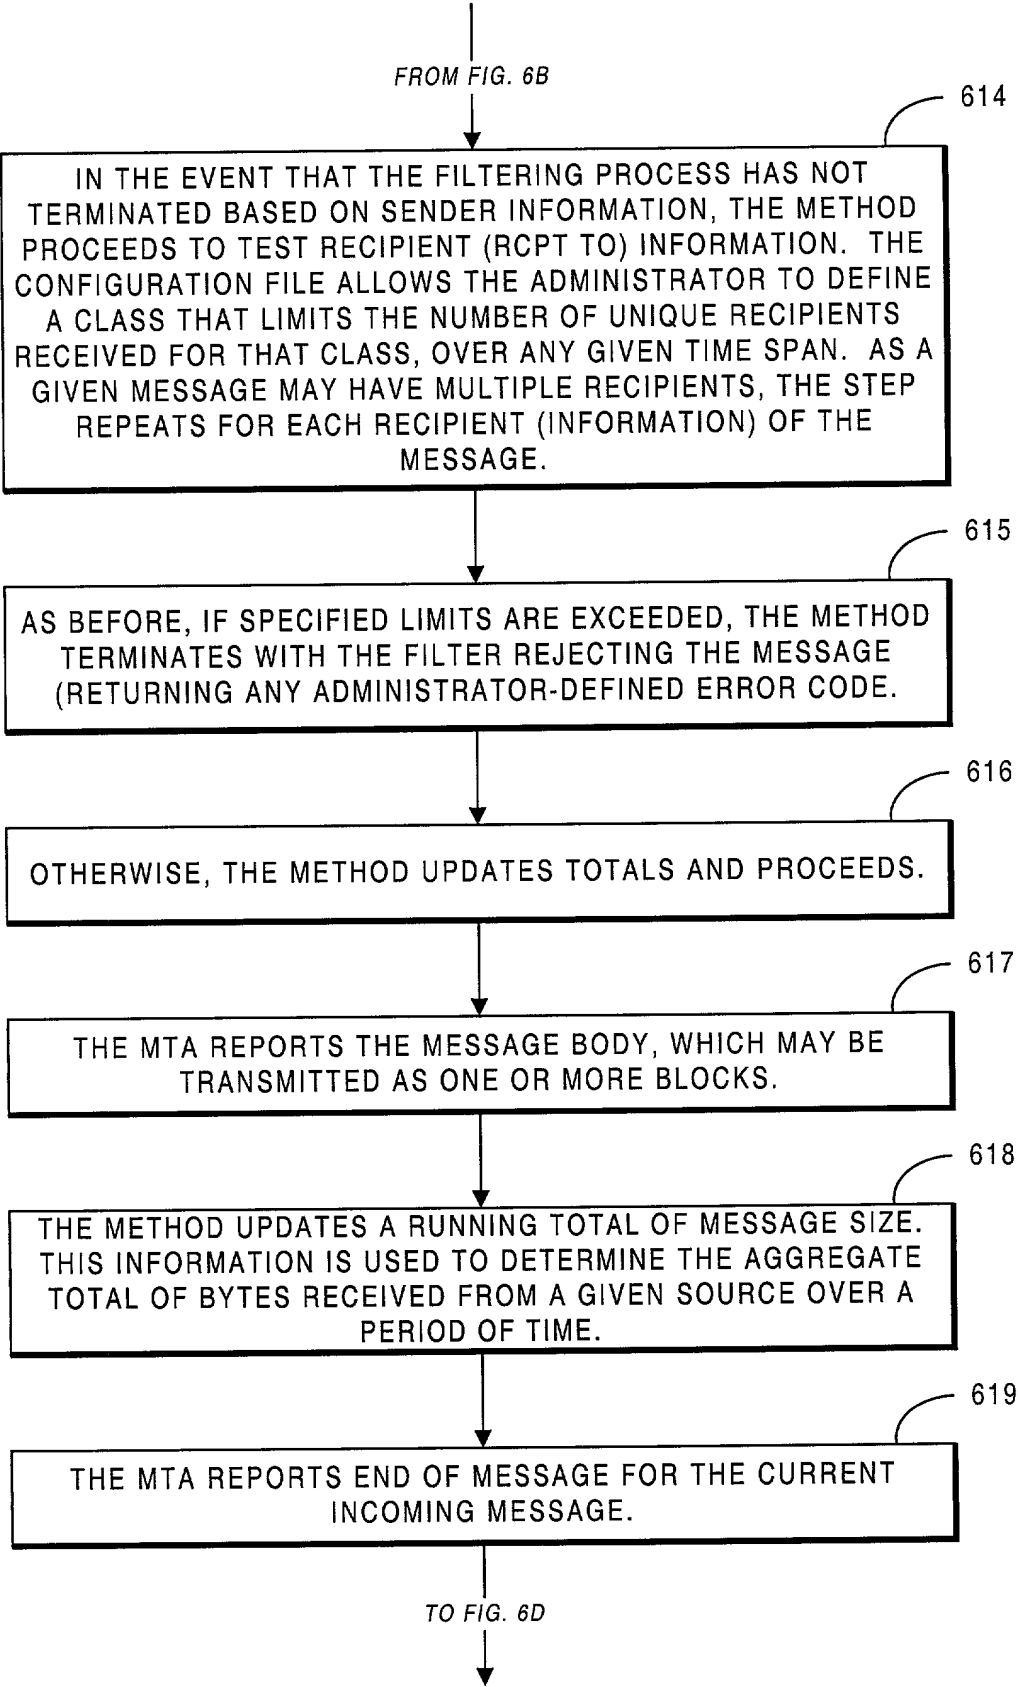 FROM FIG. 6B
614
IN THE EVENT THAT THE FILTERING PROCESS HAS NOT
TERMINATED BASED ON SENDER INFORMATION, THE METHOD
PROCEEDS TO TEST RECIPIENT (RCPT TO) INFORMATION. THE
CONFIGURATION FILE ALLOWS THE ADMINISTRATOR TO DEFINE
A CLASS THAT LIMITS THE NUMBER OF UNIQUE RECIPIENTS
RECEIVED FOR THAT CLASS, OVER ANY GIVEN TIME SPAN. AS A
GIVEN MESSAGE MAY HAVE MULTIPLE RECIPIENTS, THE STEP
REPEATS FOR EACH RECIPIENT (INFORMATION) OF THE
MESSAGE.
615
AS BEFORE, IF SPECIFIED LIMITS ARE EXCEEDED, THE METHOD
TERMINATES WITH THE FILTER REJECTING THE MESSAGE
(RETURNING ANY ADMINISTRATOR-DEFINED ERROR CODE.
616
OTHERWISE, THE METHOD UPDATES TOTALS AND PROCEEDS.
617
THE MTA REPORTS THE MESSAGE BODY, WHICH MAY BE
TRANSMITTED AS ONE OR MORE BLOCKS.
618
THE METHOD UPDATES A RUNNING TOTAL OF MESSAGE SIZE.
THIS INFORMATION IS USED TO DETERMINE THE AGGREGATE
TOTAL OF BYTES RECEIVED FROM A GIVEN SOURCE OVER A
PERIOD OF TIME.
619
THE MTA REPORTS END OF MESSAGE FOR THE CURRENT
INCOMING MESSAGE.
TO FIG. 6D